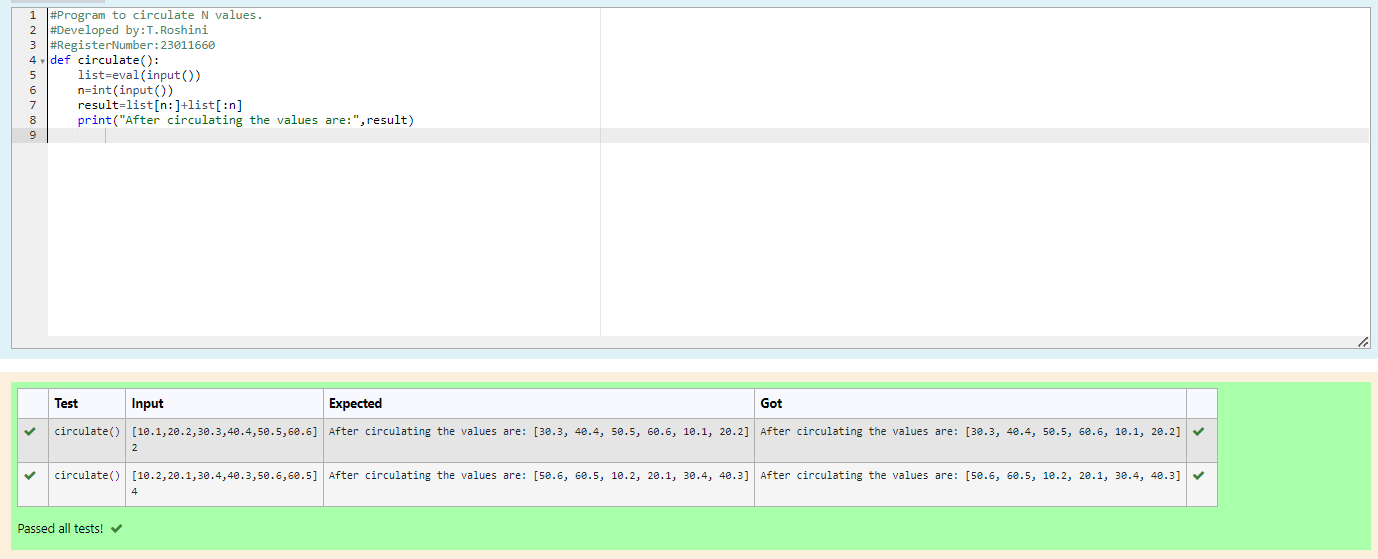 1 #Program to circulate N values.
2 #Developed by:T.Roshini
3 #RegisterNumber:23011660
4 def circulate():
5     list=eval(input())
6     n=int(input())
7     result=list[n:]+list[:n]
8     print("After circulating the values are:",result)
9
Test Input Expected Got
circulate() [10.1,20.2,30.3,40.4,50.5,60.6] After circulating the values are: [30.3, 40.4, 50.5, 60.6, 10.1, 20.2] After circulating the values are: [30.3, 40.4, 50.5, 60.6, 10.1, 20.2]
2
circulate() [10.2,20.1,30.4,40.3,50.6,60.5] After circulating the values are: [50.6, 60.5, 10.2, 20.1, 30.4, 40.3] After circulating the values are: [50.6, 60.5, 10.2, 20.1, 30.4, 40.3]
4
Passed all tests!